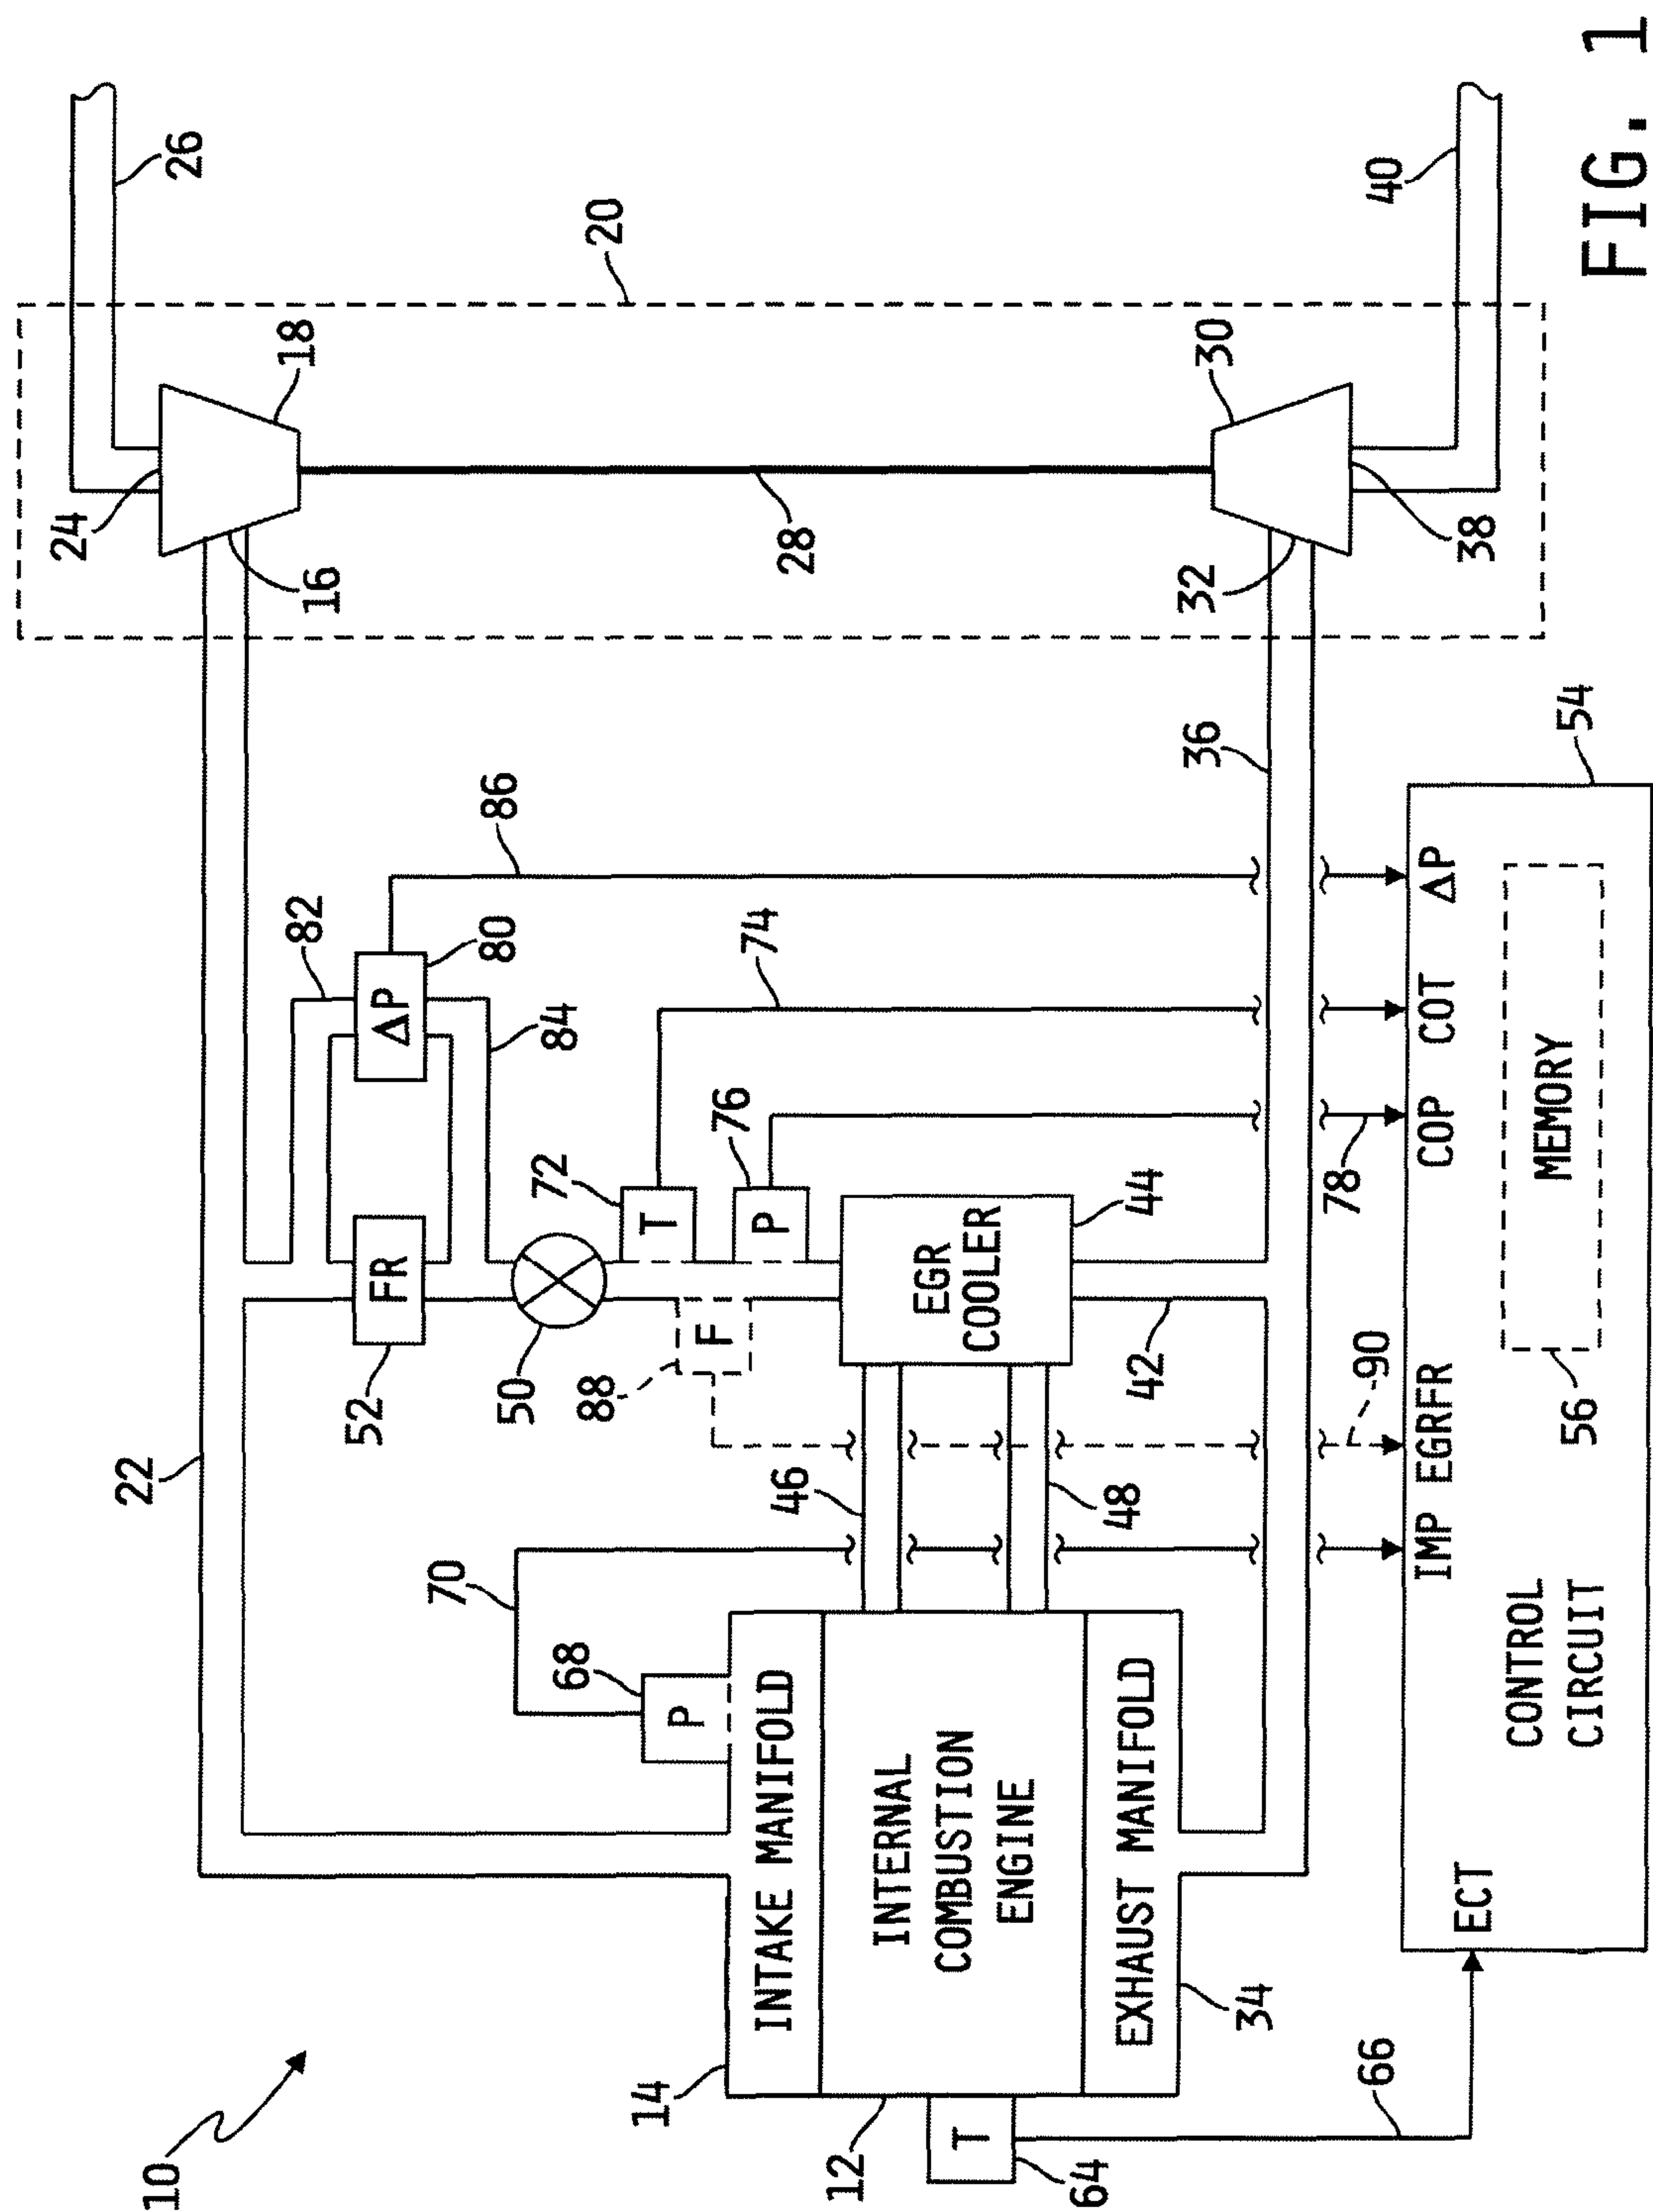 24
22
10
26
18
82
16
52
FR
ΔP
70
80
86
50
72
84
68
88
20
14
T
P
F
76
74
P
INTAKE MANIFOLD
46
28
12
INTERNAL
COMBUSTION
ENGINE
EGR
COOLER
T
64
48
EXHAUST MANIFOLD
42
44
32
36
30
34
78
90
66
40
IMP
EGRFR
COP
COT
ΔP
38
ECT
CONTROL
CIRCUIT
MEMORY
56
54
FIG. 1